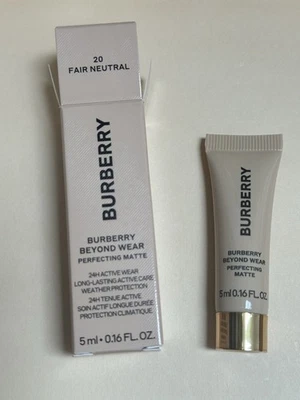 20
FAIR NEUTRAL
BURBERRY
BURBERRY
BEYOND WEAR
PERFECTING MATTE
24H ACTIVE WEAR
LONG-LASTING ACTIVE CARE
WEATHER PROTECTION
24H TENUE ACTIVE
SOIN ACTIF LONGUE DURÉE
PROTECTION CLIMATIQUE
5 ml • 0.16 FL. OZ.
BURBERRY
BURBERRY
BEYOND WEAR
PERFECTING
MATTE
5 ml 0.16 FL. OZ.